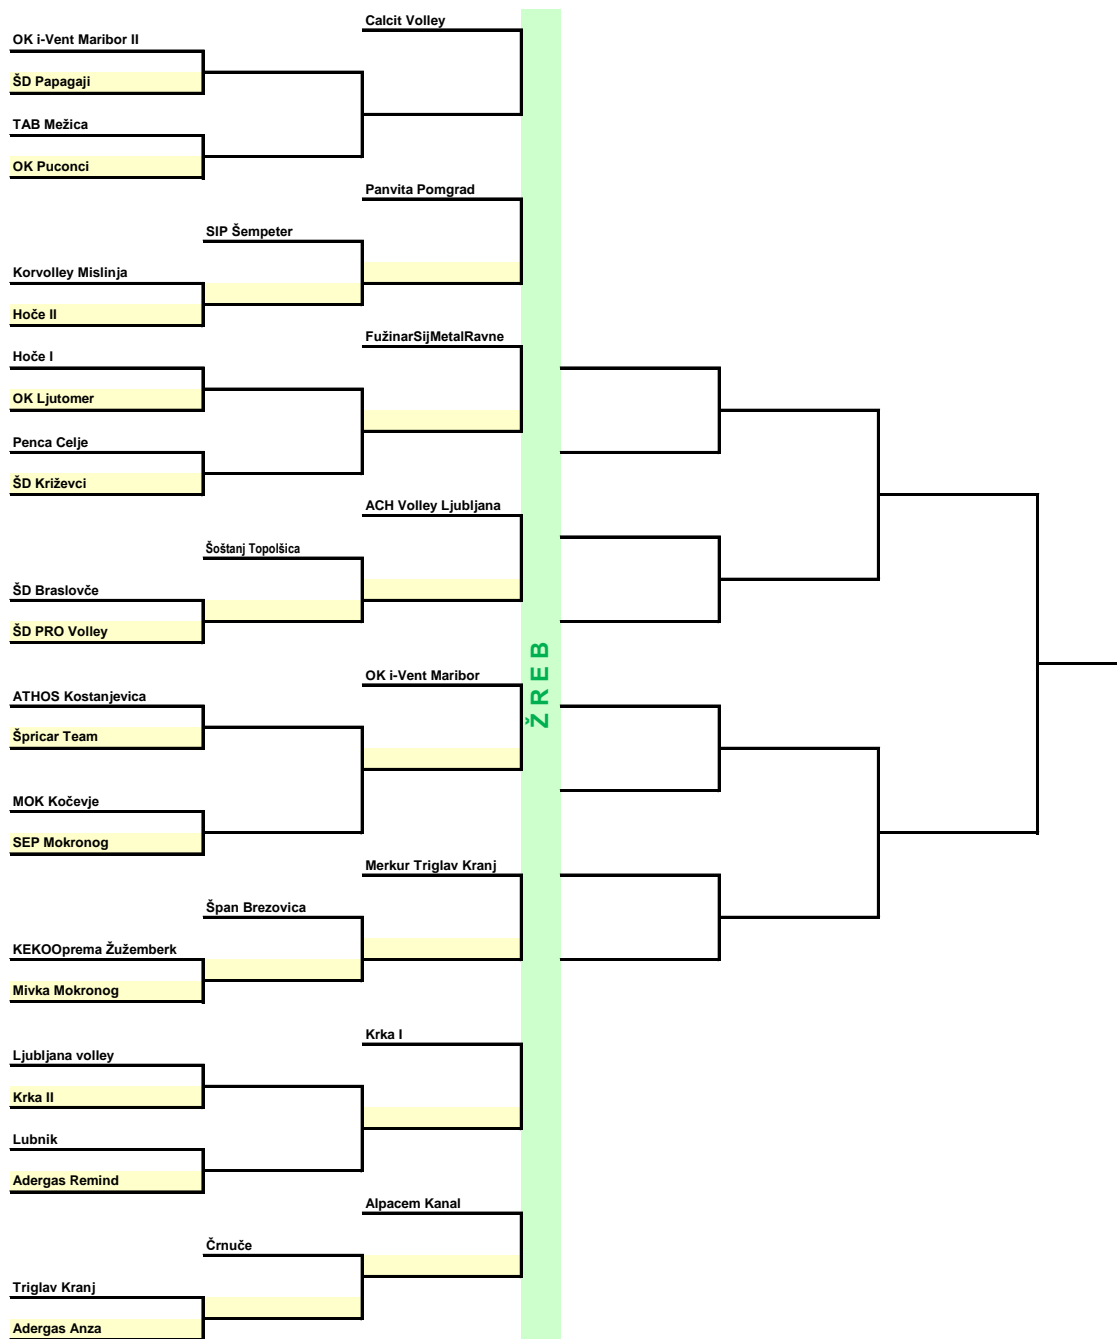 Calcit Volley
OK i-Vent Maribor II
ŠD Papagaji
TAB Mežica
OK Puconci
Panvita Pomgrad
SIP Šempeter
Korvolley Mislinja
Hoče II
FužinarSijMetalRavne
Hoče I
OK Ljutomer
Penca Celje
ŠD Križevci
ACH Volley Ljubljana
Šoštanj Topolšica
ŠD Braslovče
ŠD PRO Volley
ŽREB
OK i-Vent Maribor
ATHOS Kostanjevica
Špricar Team
MOK Kočevje
SEP Mokronog
Merkur Triglav Kranj
Špan Brezovica
KEKOOprema Žužemberk
Mivka Mokronog
Krka I
Ljubljana volley
Krka II
Lubnik
Adergas Remind
Alpacem Kanal
Črnuče
Triglav Kranj
Adergas Anza